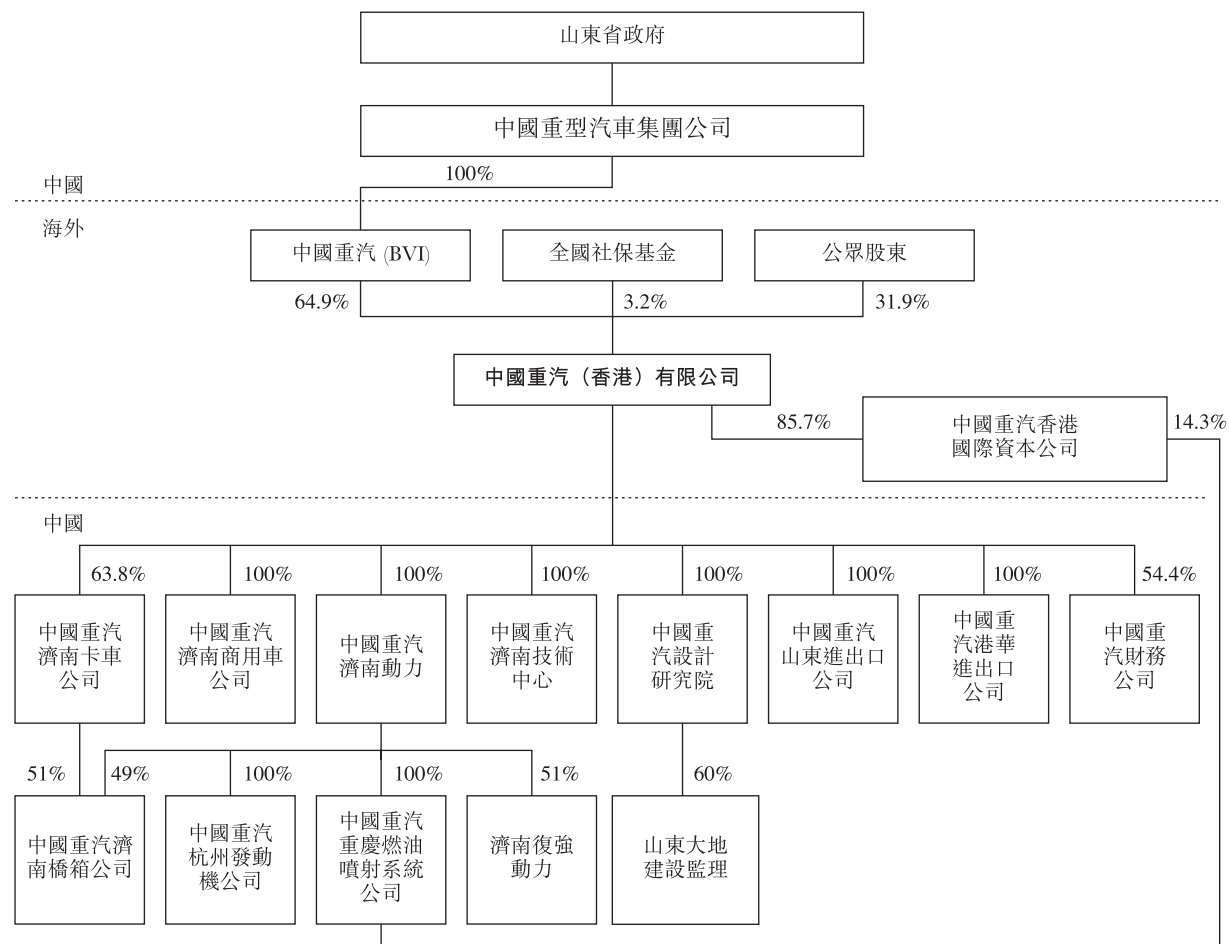 山東省政府
中國重型汽車集團公司
100%
中國
海外
中國重汽 (BVI)
全國社保基金
公眾股東
64.9%
3.2%
31.9%
中國重汽（香港）有限公司
85.7%
中國重汽香港
國際資本公司
14.3%
中國
63.8%
100%
100%
100%
100%
100%
100%
54.4%
中國重汽
濟南卡車
公司
中國重汽
濟南商用車
公司
中國重汽
濟南動力
中國重汽
濟南技術
中心
中國重
汽設計
研究院
中國重汽
山東進出口
公司
中國重
汽港華
進出口
公司
中國重
汽財務
公司
51%
49%
100%
100%
51%
60%
中國重汽濟
南橋箱公司
中國重汽
杭州發動
機公司
中國重汽
重慶燃油
噴射系統
公司
濟南復強
動力
山東大地
建設監理